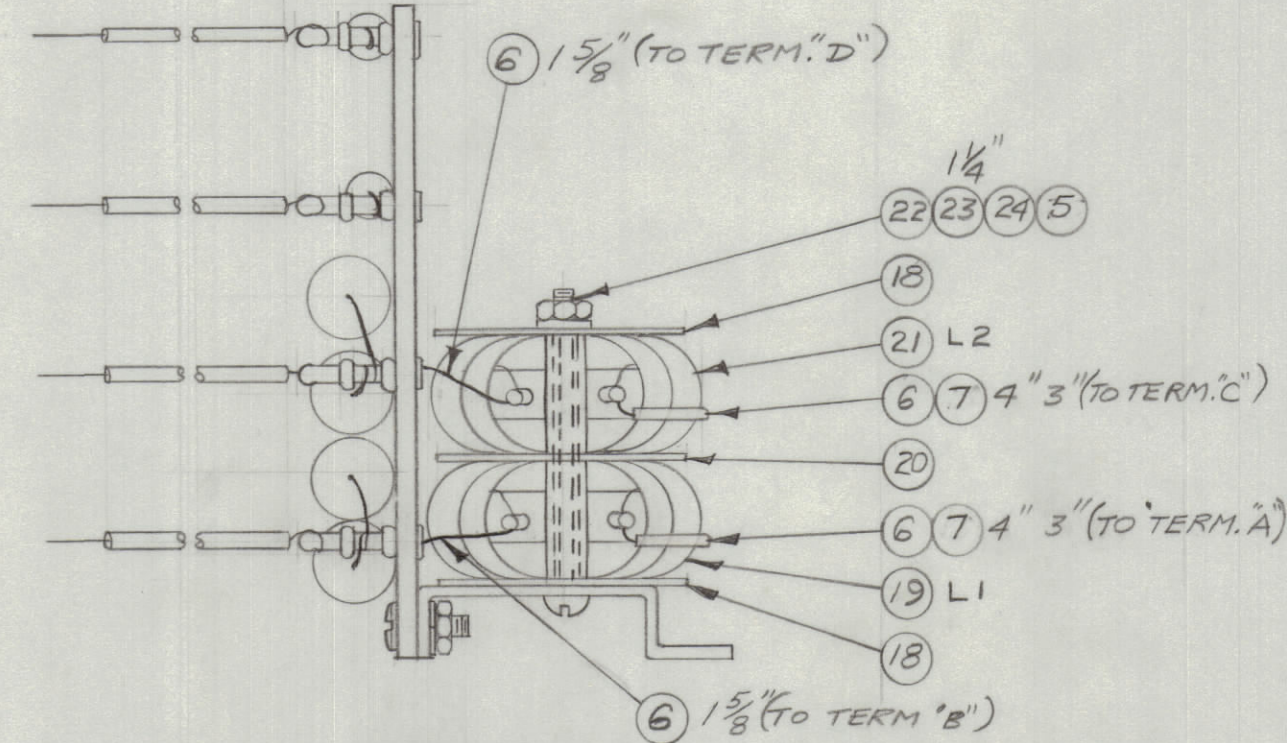 6 1 5/8" (TO TERM."D")
1 1/4"
22 23 24 5
18
21 L2
6 7 4" 3" (TO TERM."C")
20
6 7 4" 3" (TO TERM."A")
19 L1
18
6 1 5/8" (TO TERM "B")